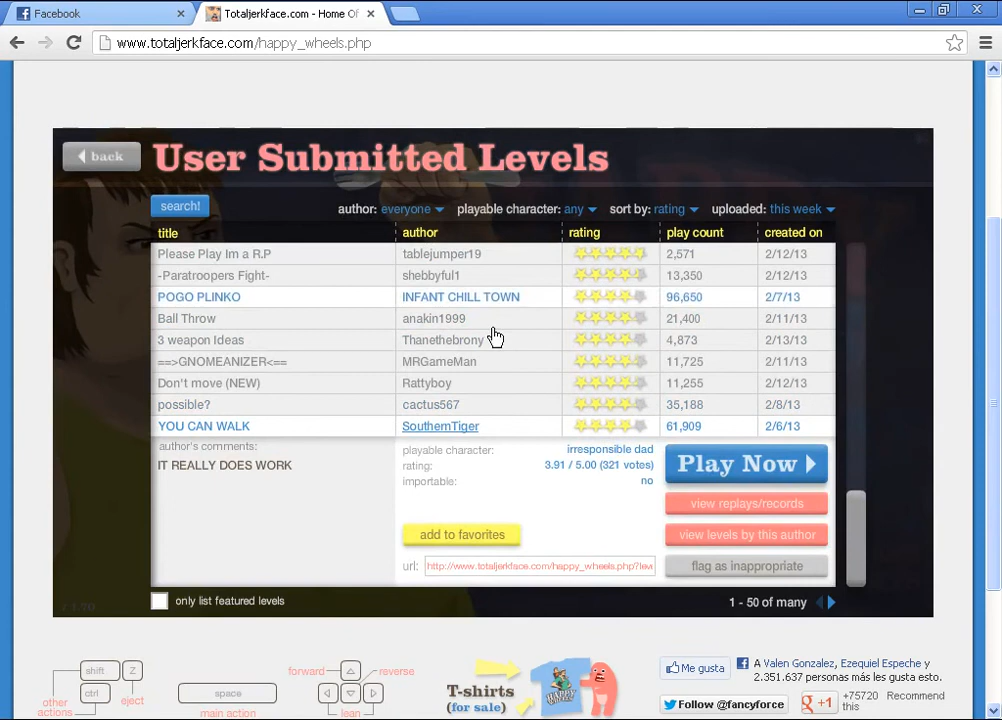 Facebook
Totaljerkface.com - Home Of
www.totaljerkface.com/happy_wheels.php
back
User Submitted Levels
search!
author: everyone
playable character: any
sort by: rating
uploaded: this week
title author rating play count created on
Please Play Im a R.P tablejumper19 2,571 2/12/13
-Paratroopers Fight- shebbyful1 13,350 2/12/13
POGO PLINKO INFANT CHILL TOWN 96,650 2/7/13
Ball Throw anakin1999 21,400 2/11/13
3 weapon Ideas Thanethebrony 4,873 2/13/13
==>GNOMEANIZER<== MRGameMan 11,725 2/11/13
Don't move (NEW) Rattyboy 11,255 2/12/13
possible? cactus567 35,188 2/8/13
YOU CAN WALK SouthernTiger 61,909 2/6/13
author's comments:
IT REALLY DOES WORK
playable character: irresponsible dad
rating: 3.91 / 5.00 (321 votes)
importable: no
add to favorites
url: http://www.totaljerkface.com/happy_wheels.php?leve
Play Now
view replays/records
view levels by this author
flag as inappropriate
only list featured levels
1 - 50 of many
shift Z
ctrl
eject
other
actions
space
main action
forward
reverse
lean
T-shirts
(for sale)
Me gusta
A Valen Gonzalez, Ezequiel Espeche y
2.351.637 personas más les gusta esto.
Follow @fancyforce
+1
+75720 Recommend
this